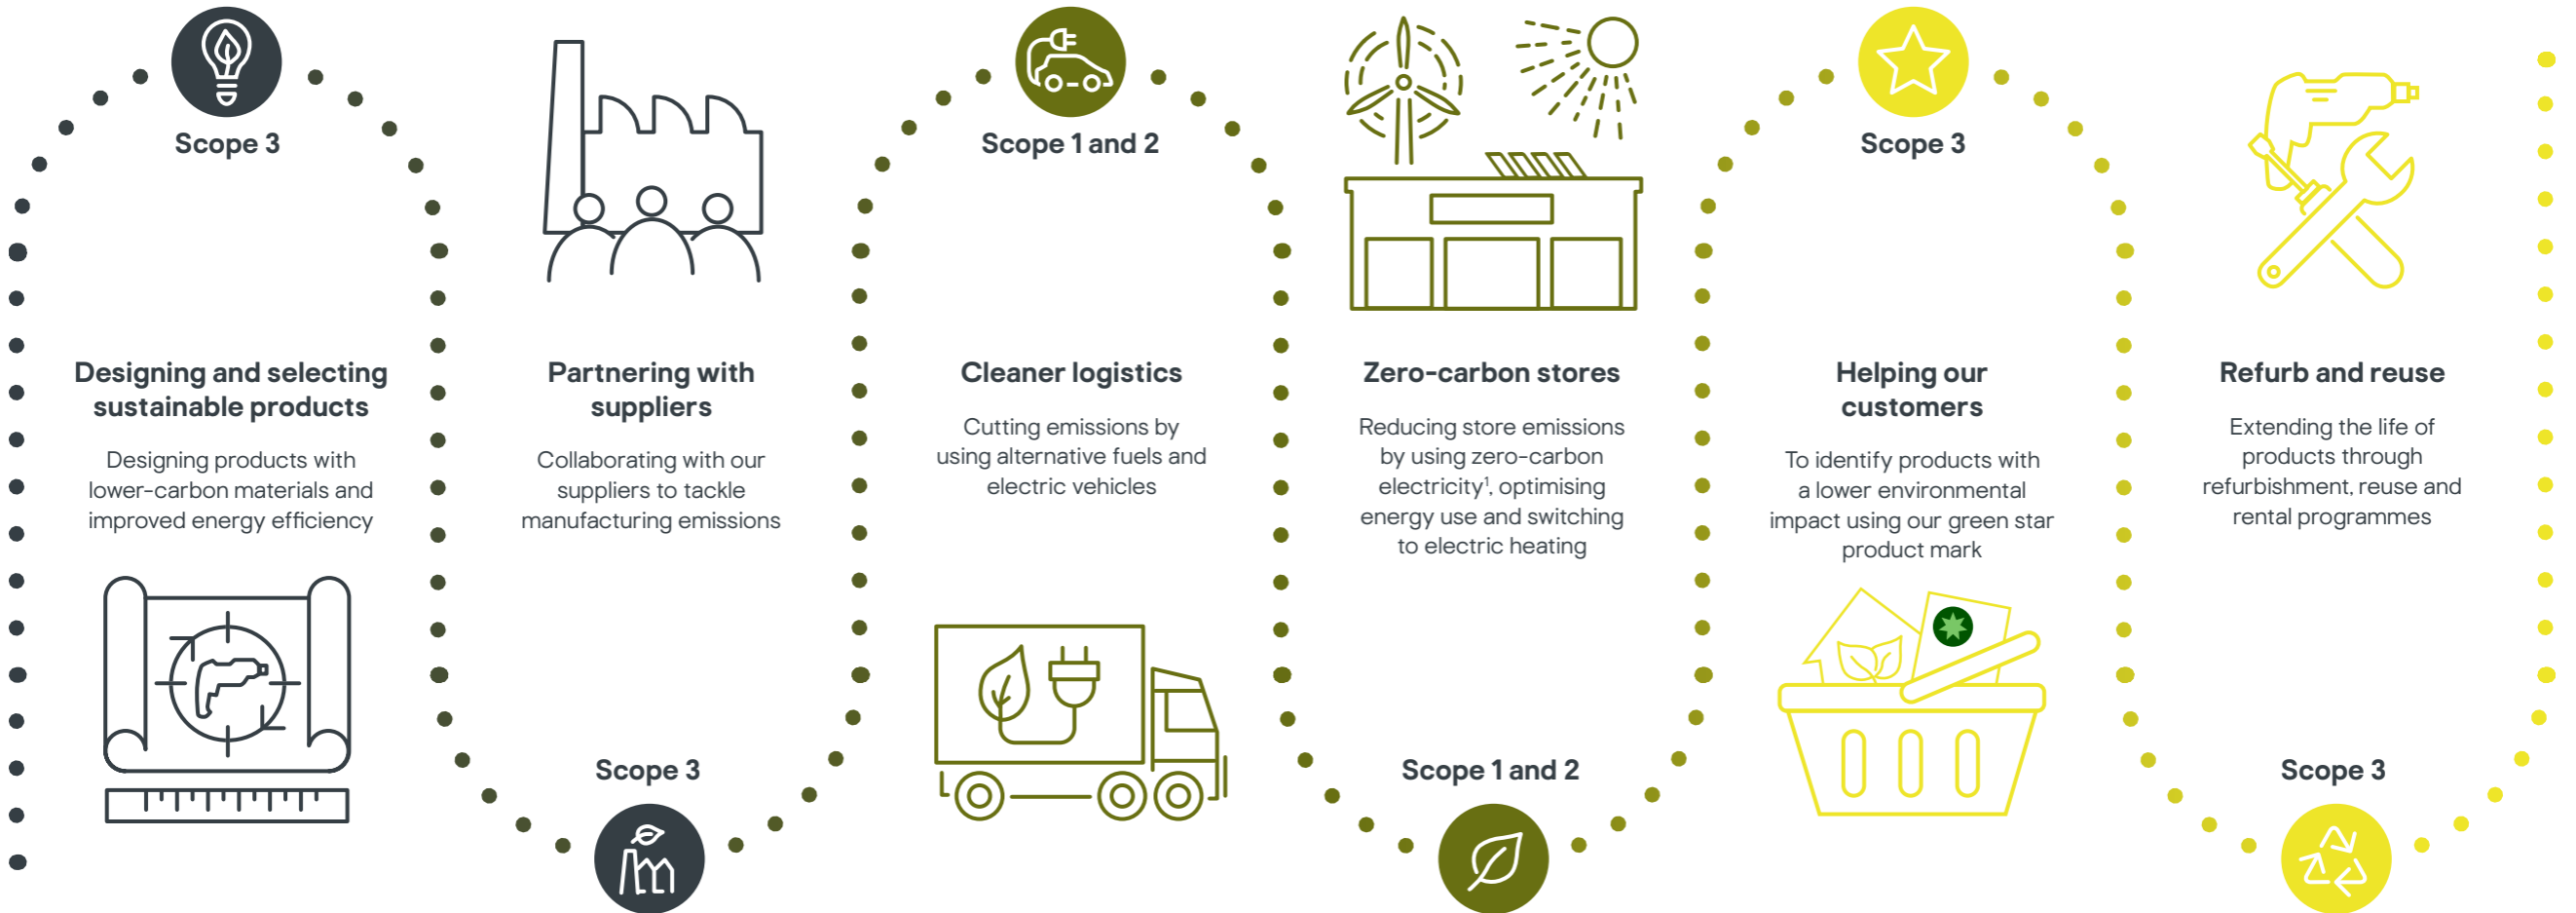 Scope 3
Designing and selecting
sustainable products
Designing products with
lower-carbon materials and
improved energy efficiency
Partnering with
suppliers
Collaborating with our
suppliers to tackle
manufacturing emissions
Scope 3
Scope 1 and 2
Cleaner logistics
Cutting emissions by
using alternative fuels and
electric vehicles
Zero-carbon stores
Reducing store emissions
by using zero-carbon
electricity¹, optimising
energy use and switching
to electric heating
Scope 1 and 2
Scope 3
Helping our
customers
To identify products with
a lower environmental
impact using our green star
product mark
Refurb and reuse
Extending the life of
products through
refurbishment, reuse and
rental programmes
Scope 3